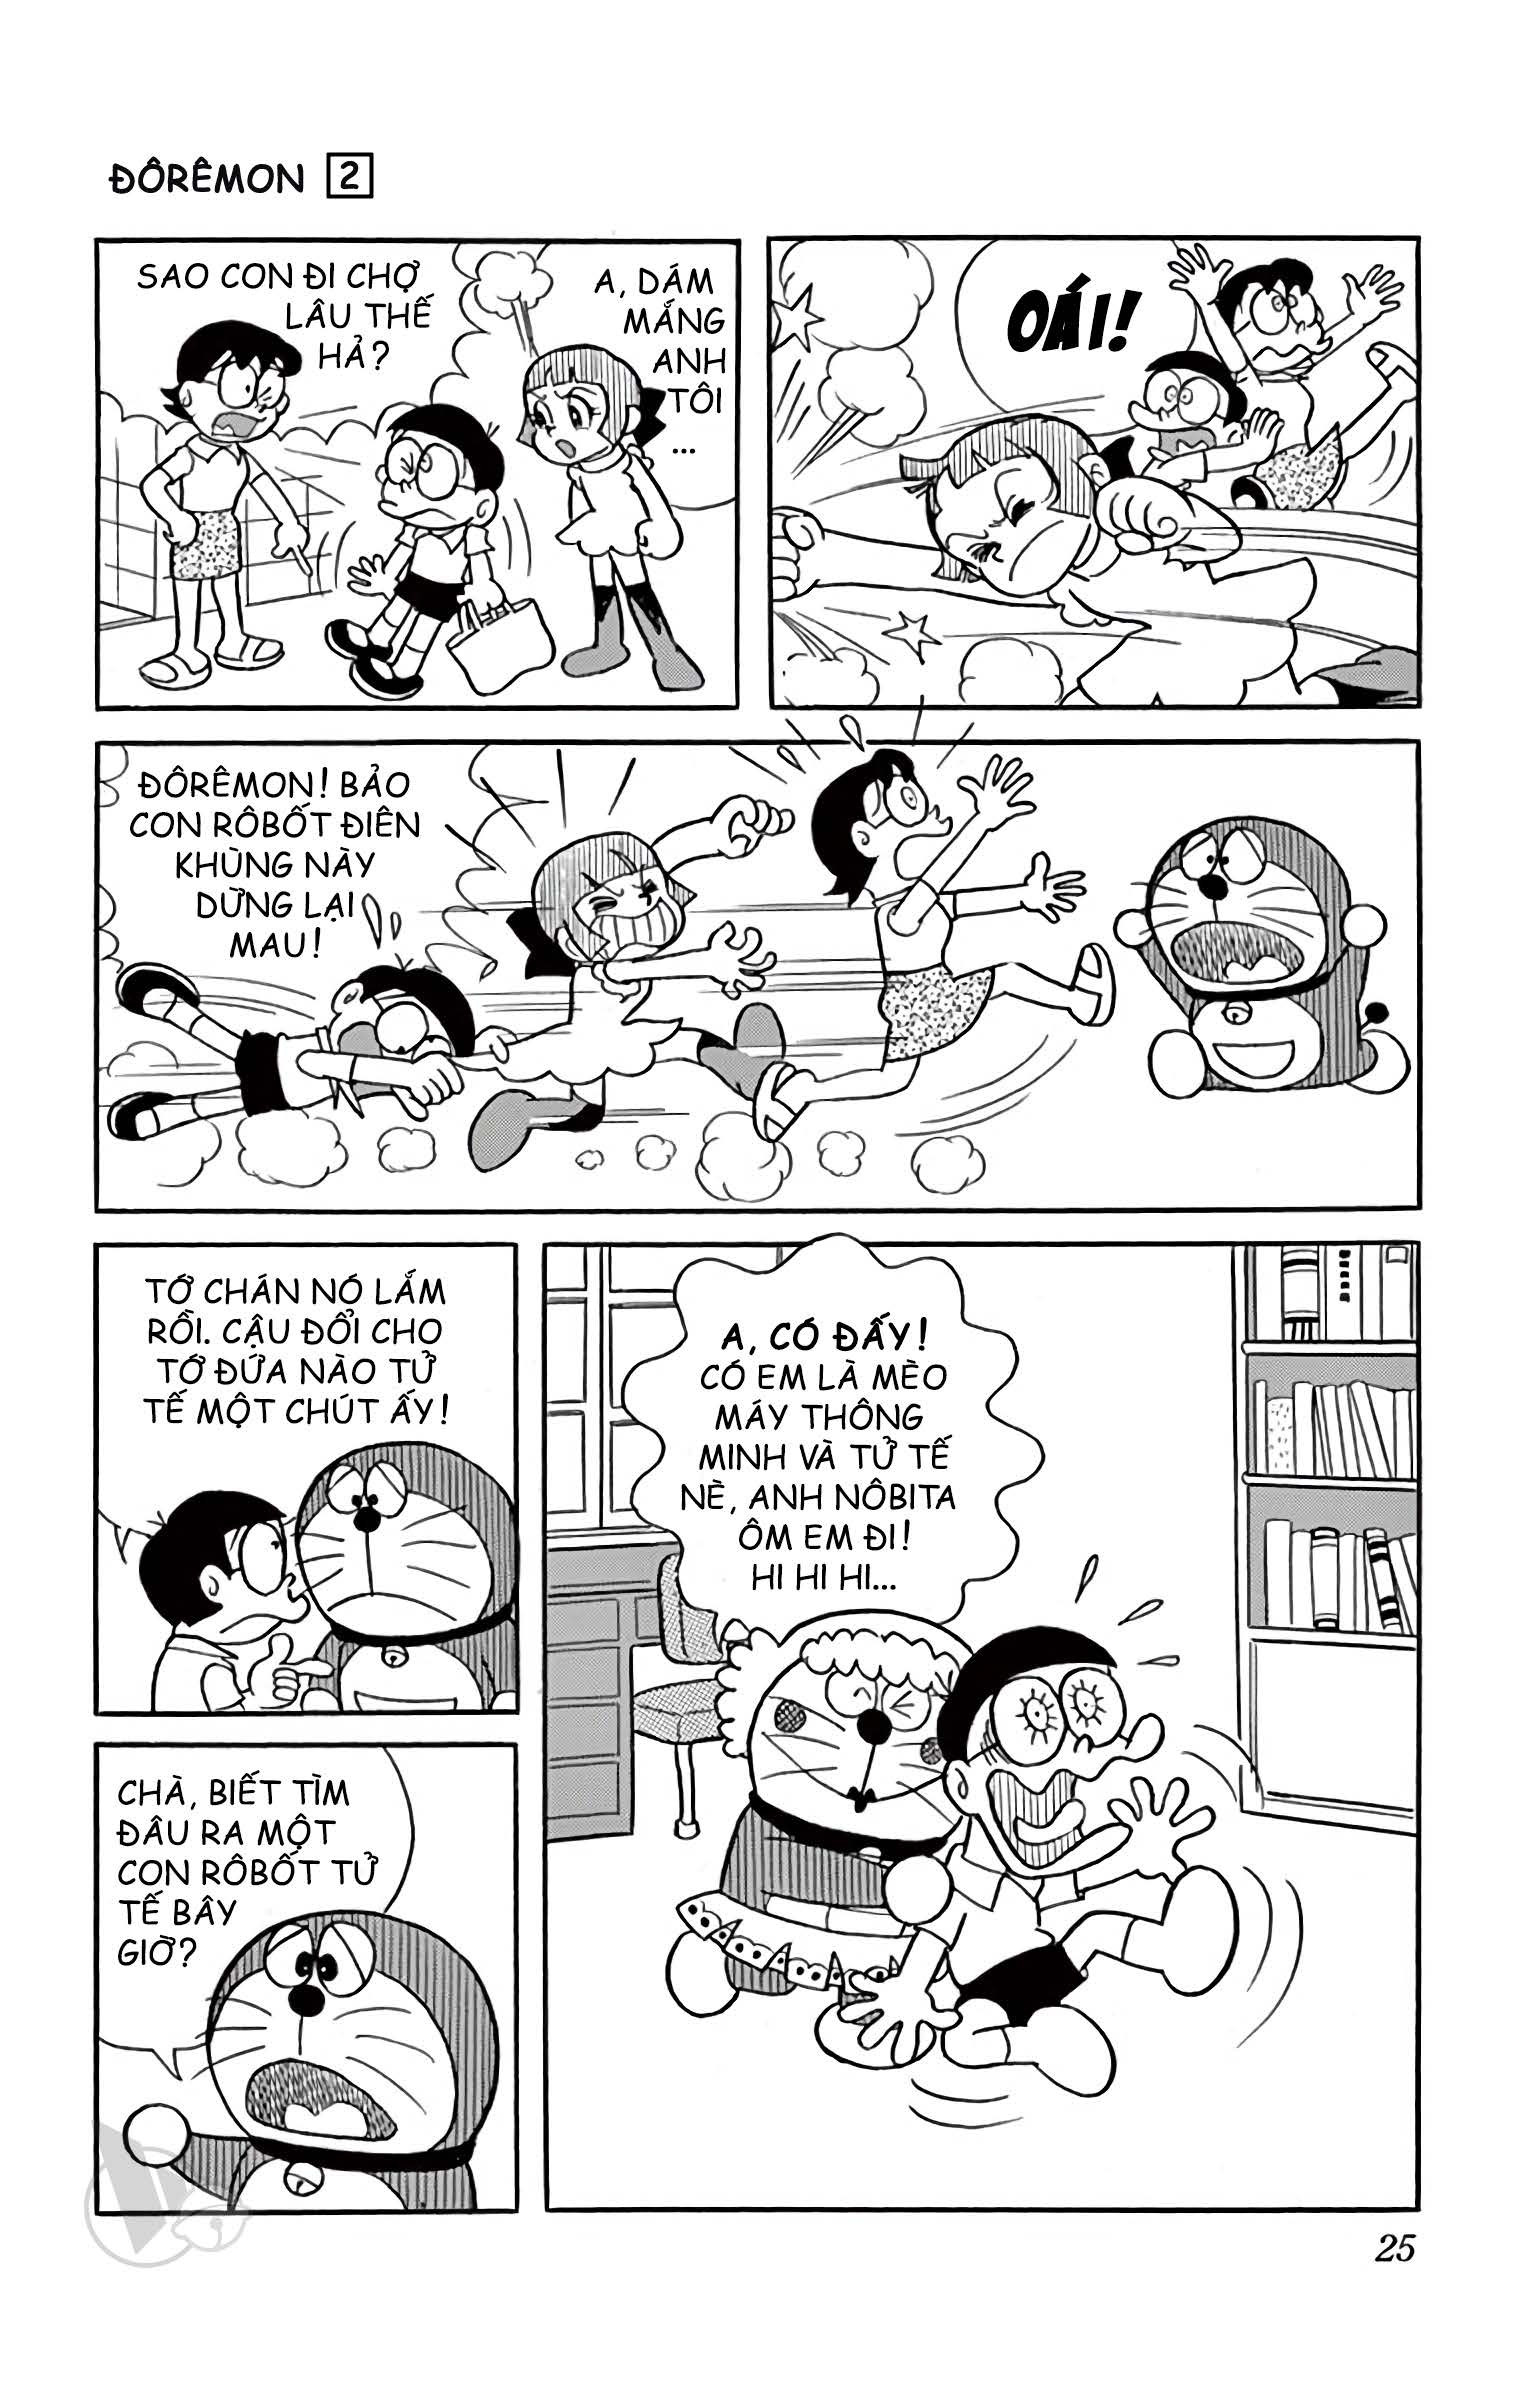 ĐÔRÊMON 2
SAO CON ĐI CHỢ
LÂU THẾ
HẢ?
A, DÁM
MẮNG
ANH
TÔI
...
OÁI!
ĐÔRÊMON! BẢO
CON RÔBỐT ĐIÊN
KHÙNG NÀY
DỪNG LẠI
MAU!
TỚ CHÁN NÓ LẮM
RỒI. CẬU ĐỔI CHO
TỚ ĐỨA NÀO TỬ
TẾ MỘT CHÚT ẤY!
CHÀ, BIẾT TÌM
ĐÂU RA MỘT
CON RÔBỐT TỬ
TẾ BÂY
GIỜ?
A, CÓ ĐẤY!
CÓ EM LÀ MÈO
MÁY THÔNG
MINH VÀ TỬ TẾ
NÈ, ANH NÔBITA
ÔM EM ĐI!
HI HI HI...
25